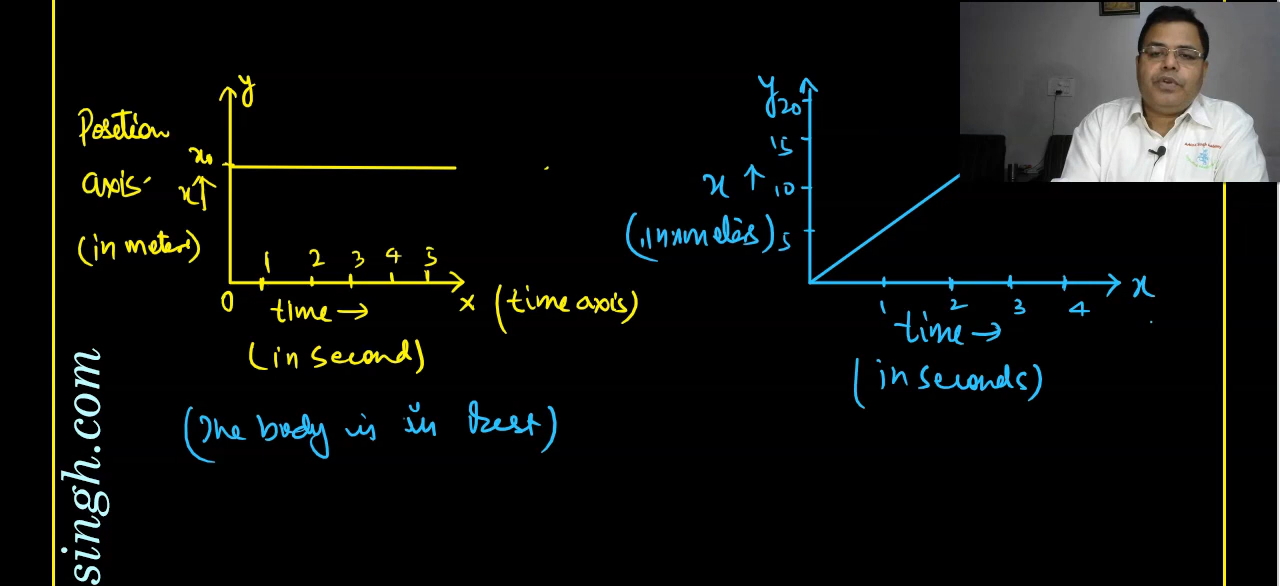 y
Position
axis
x₀
x↑
(in meters)
1 2 3 4 5
0
time →
x (time axis)
(in second)
(The body is in rest)
y
20
15
x ↑ 10
5
x
1 2 3 4
time →
(in seconds)
singh.com